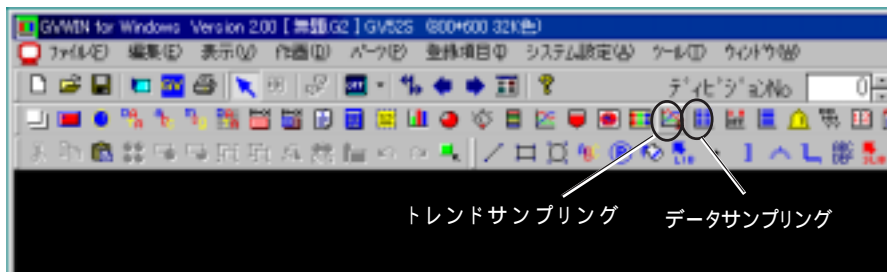 GVWIN for Windows Version 2.00 [ 無題.G2 ] GV52S (800*600 32K色)
ファイル(F) 編集(E) 表示(V) 作画(D) パーツ(P) 登録項目(I) システム設定(A) ツール(T) ウィンドウ(W)
OFF ディビジョンNo 0
トレンドサンプリング データサンプリング